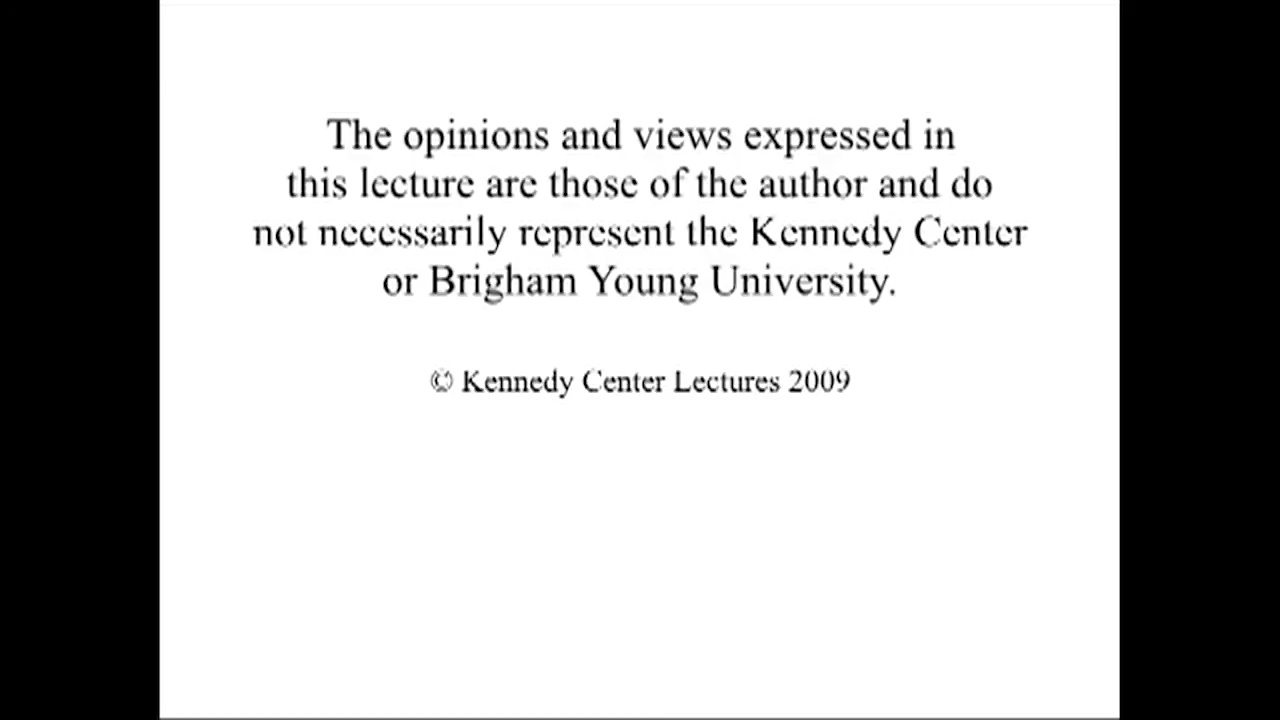 The opinions and views expressed in
this lecture are those of the author and do
not necessarily represent the Kennedy Center
or Brigham Young University.
© Kennedy Center Lectures 2009